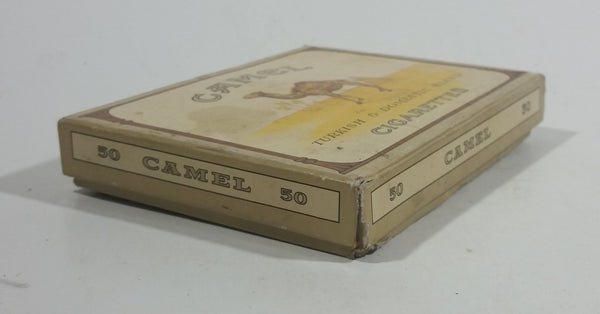 CAMEL
TURKISH & DOMESTIC BLEND
CIGARETTES
50 CAMEL 50
50 CAMEL 50